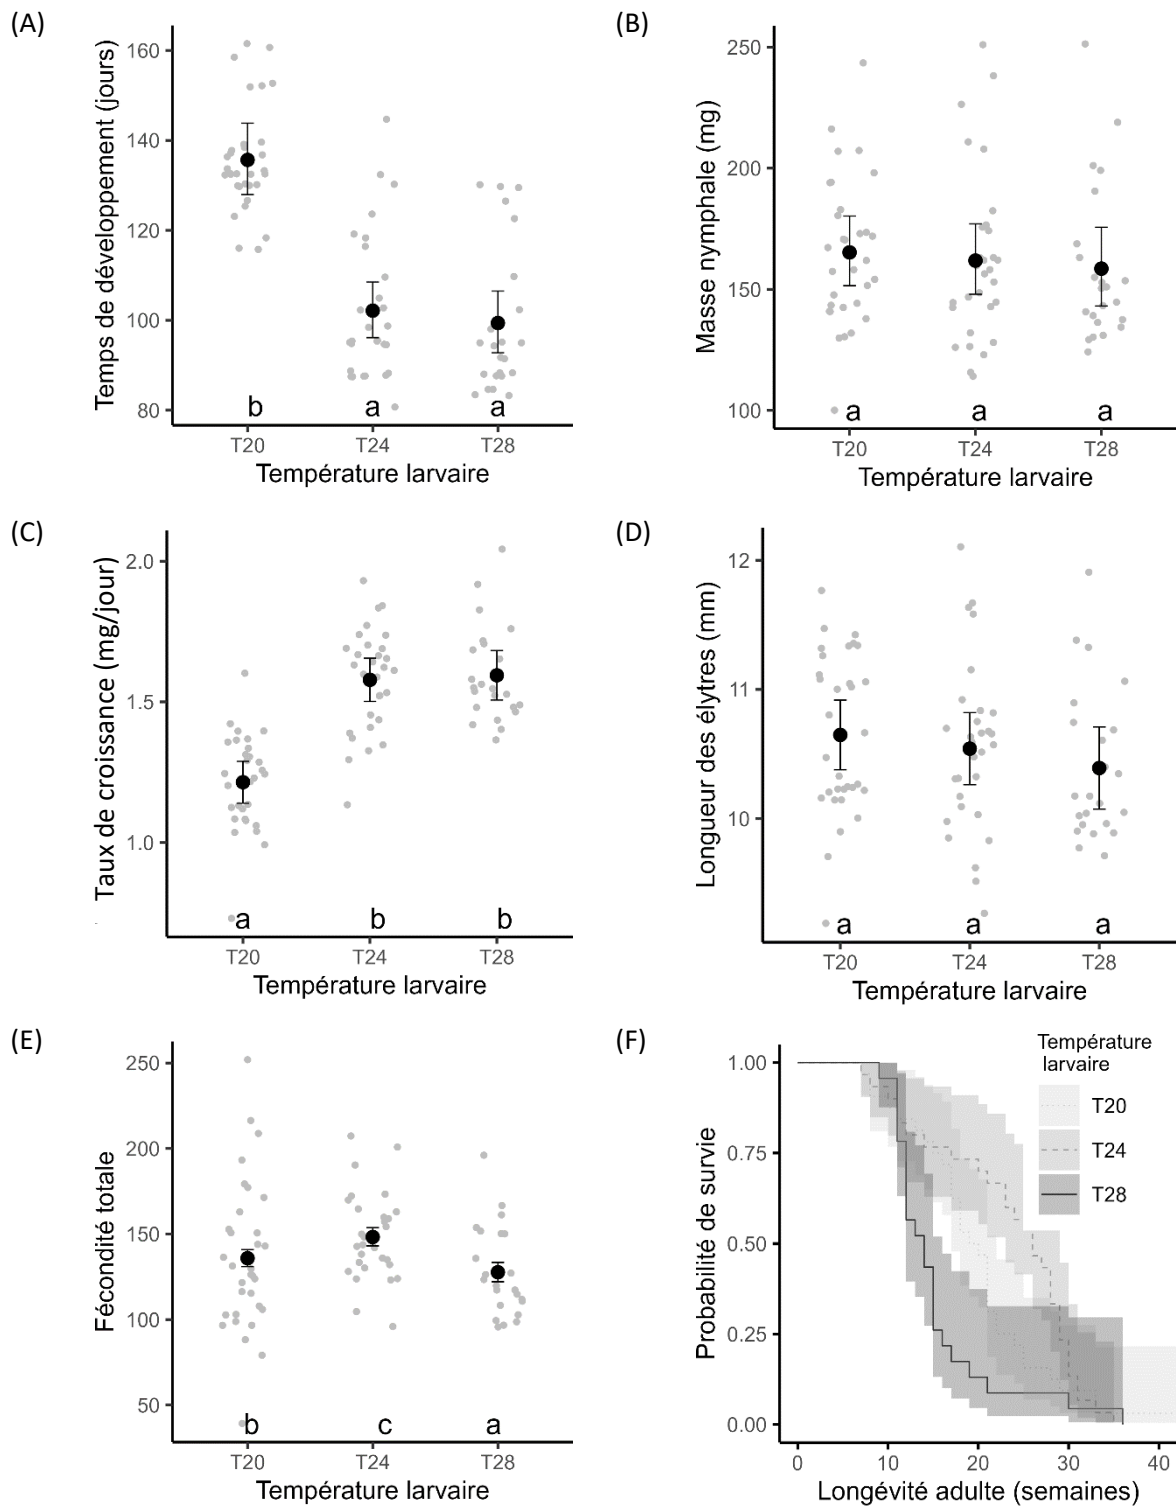 (A)
Temps de développement (jours)
160
140
120
100
80
b
a
a
T20
T24
T28
Température larvaire
(B)
Masse nymphale (mg)
250
200
150
100
a
a
a
T20
T24
T28
Température larvaire
(C)
Taux de croissance (mg/jour)
2.0
1.5
1.0
a
b
b
T20
T24
T28
Température larvaire
(D)
Longueur des élytres (mm)
12
11
10
a
a
a
T20
T24
T28
Température larvaire
(E)
Fécondité totale
250
200
150
100
50
b
c
a
T20
T24
T28
Température larvaire
(F)
Probabilité de survie
1.00
0.75
0.50
0.25
0.00
Température
larvaire
T20
T24
T28
0
10
20
30
40
Longévité adulte (semaines)